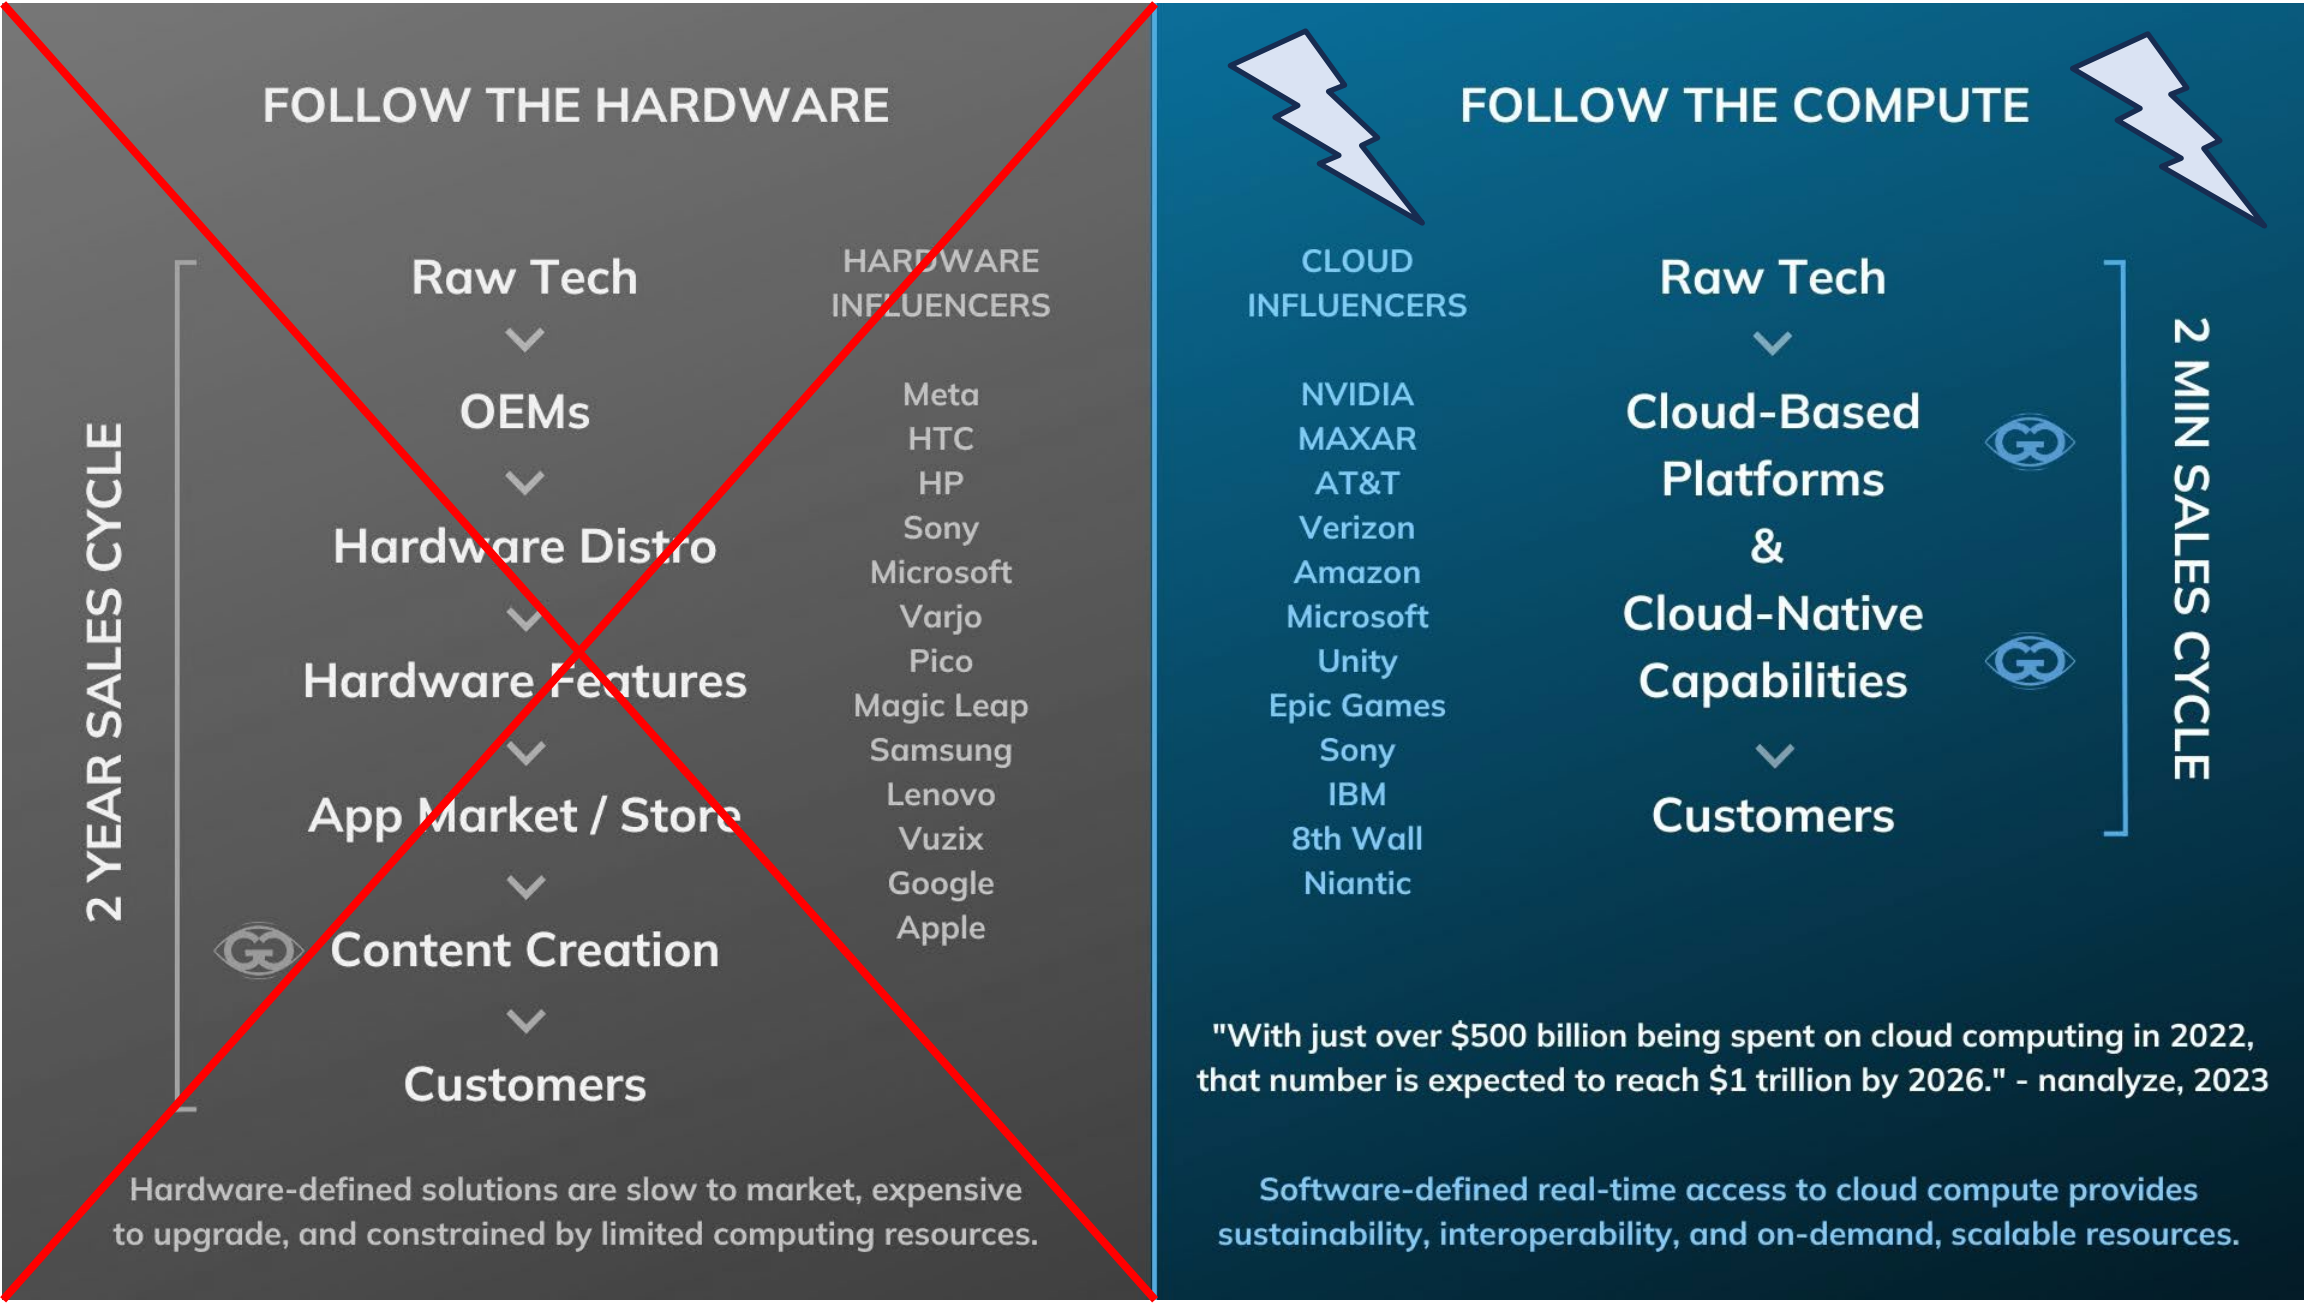 FOLLOW THE HARDWARE
2 YEAR SALES CYCLE
Raw Tech
OEMs
Hardware Distro
Hardware Features
App Market / Store
Content Creation
Customers
HARDWARE
INFLUENCERS
Meta
HTC
HP
Sony
Microsoft
Varjo
Pico
Magic Leap
Samsung
Lenovo
Vuzix
Google
Apple
Hardware-defined solutions are slow to market, expensive
to upgrade, and constrained by limited computing resources.
FOLLOW THE COMPUTE
CLOUD
INFLUENCERS
NVIDIA
MAXAR
AT&T
Verizon
Amazon
Microsoft
Unity
Epic Games
Sony
IBM
8th Wall
Niantic
Raw Tech
Cloud-Based
Platforms
&
Cloud-Native
Capabilities
Customers
2 MIN SALES CYCLE
"With just over $500 billion being spent on cloud computing in 2022,
that number is expected to reach $1 trillion by 2026." - nanalyze, 2023
Software-defined real-time access to cloud compute provides
sustainability, interoperability, and on-demand, scalable resources.